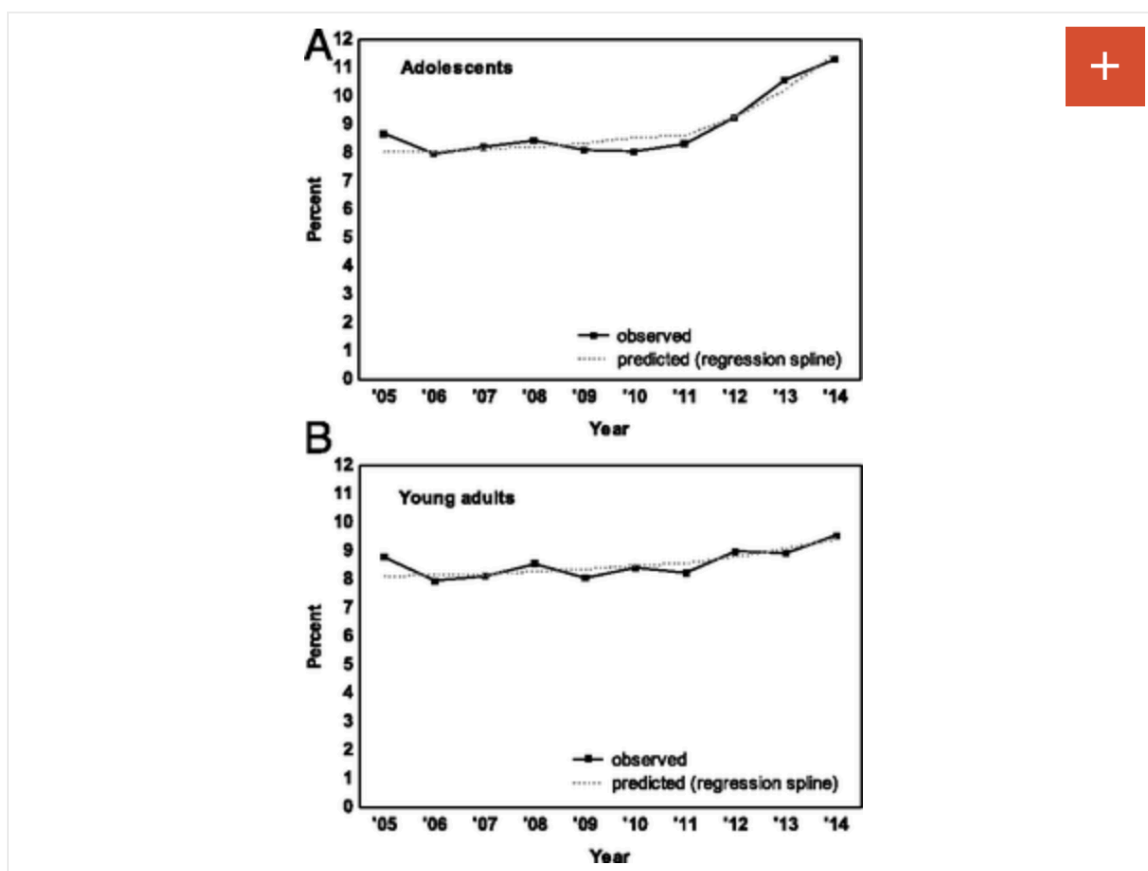 A
12
Adolescents
11
10
9
8
7
6
5
4
3
2
1
0
Percent
observed
predicted (regression spline)
'05 '06 '07 '08 '09 '10 '11 '12 '13 '14
Year
B
12
Young adults
11
10
9
8
7
6
5
4
3
2
1
0
Percent
observed
predicted (regression spline)
'05 '06 '07 '08 '09 '10 '11 '12 '13 '14
Year
+